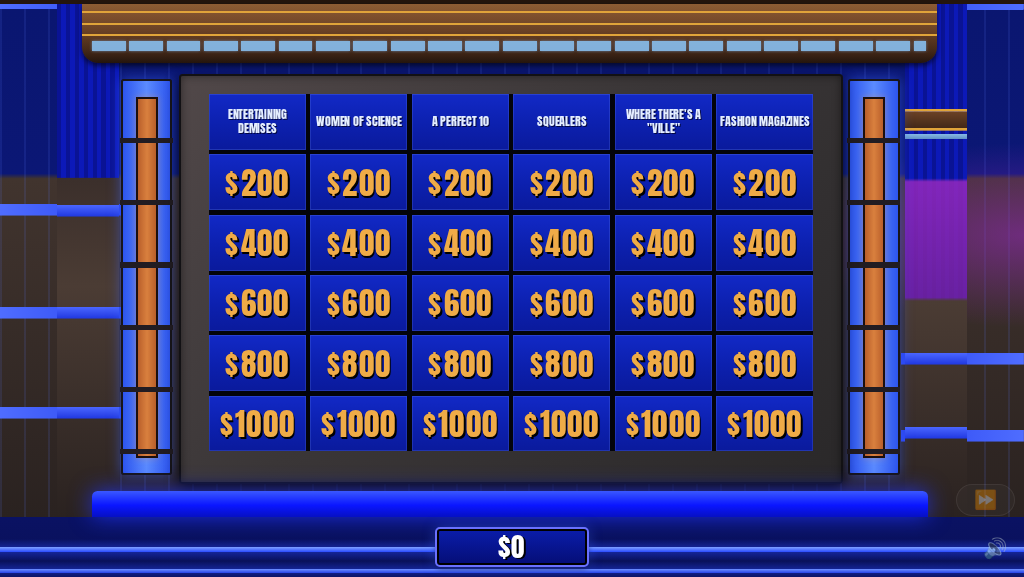 ENTERTAINING
DEMISES
WOMEN OF SCIENCE
A PERFECT 10
SQUEALERS
WHERE THERE'S A
"VILLE"
FASHION MAGAZINES
$200 $200 $200 $200 $200 $200
$400 $400 $400 $400 $400 $400
$600 $600 $600 $600 $600 $600
$800 $800 $800 $800 $800 $800
$1000 $1000 $1000 $1000 $1000 $1000
$0